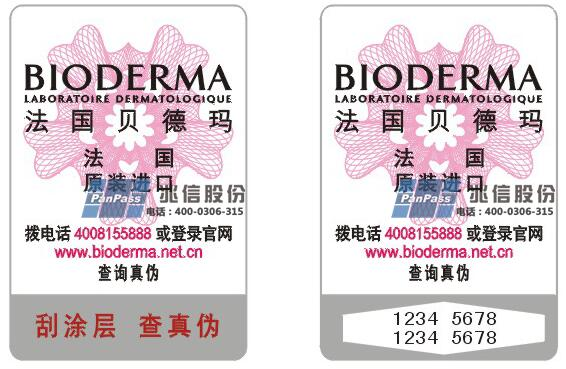 BIODERMA
LABORATOIRE DERMATOLOGIQUE
法国贝德玛
法 国
原装进口
PanPass 兆信股份
电话：400-0306-315
拨电话 4008155888 或登录官网
www.bioderma.net.cn
查询真伪
刮涂层 查真伪
BIODERMA
LABORATOIRE DERMATOLOGIQUE
法国贝德玛
法 国
原装进口
PanPass 兆信股份
电话：400-0306-315
拨电话 4008155888 或登录官网
www.bioderma.net.cn
查询真伪
1234 5678
1234 5678